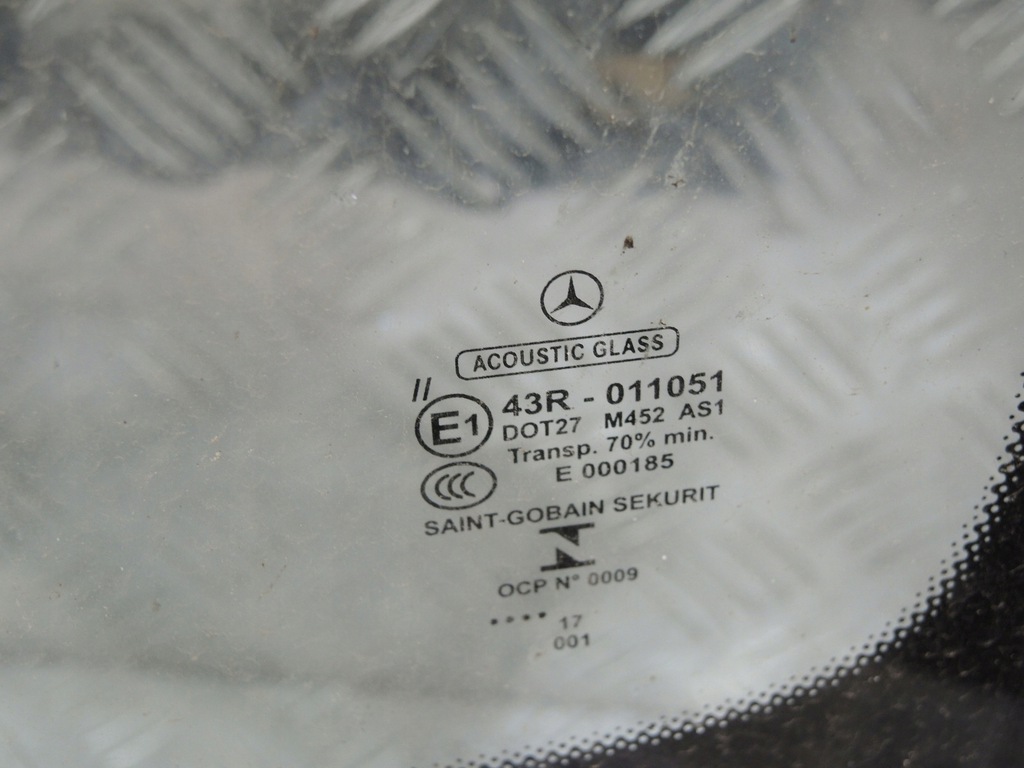 ACOUSTIC GLASS
//
E1 43R - 011051
DOT27 M452 AS1
Transp. 70% min.
E 000185
CCC
SAINT-GOBAIN SEKURIT
OCP N° 0009
•••• 17
001